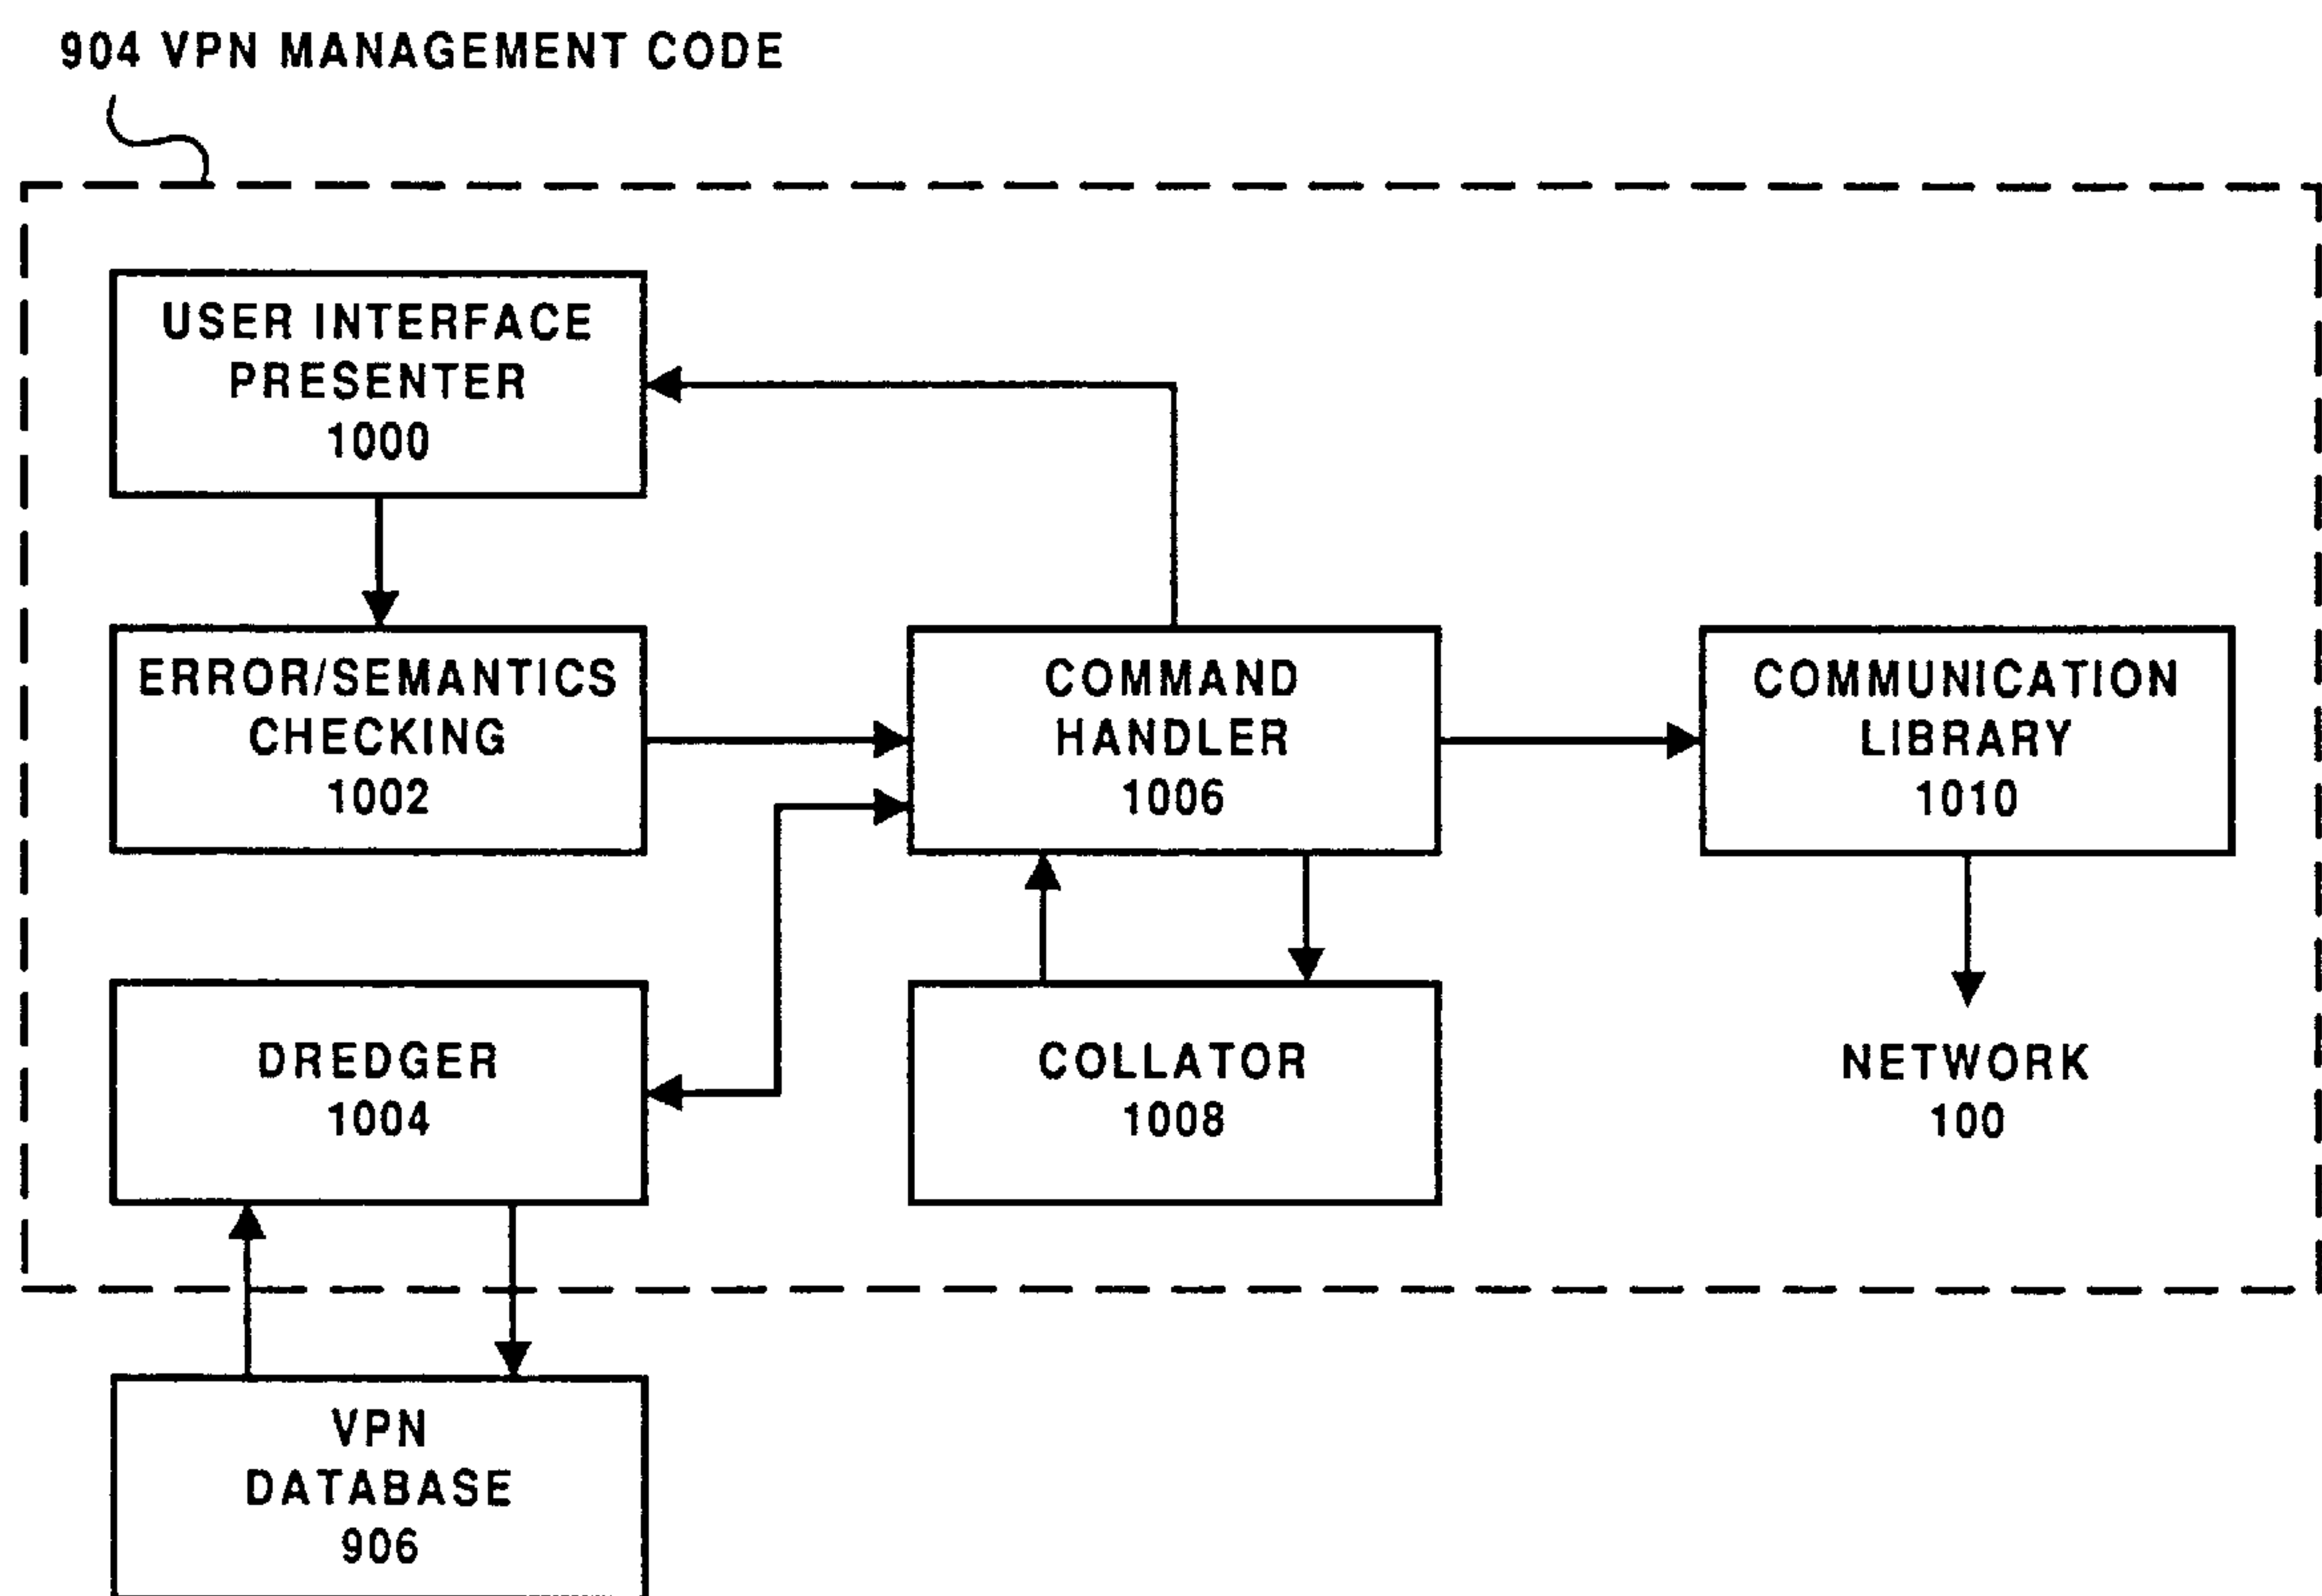 904 VPN MANAGEMENT CODE
USER INTERFACE
PRESENTER
1000
ERROR/SEMANTICS
CHECKING
1002
COMMAND
HANDLER
1006
COMMUNICATION
LIBRARY
1010
DREDGER
1004
COLLATOR
1008
NETWORK
100
VPN
DATABASE
906